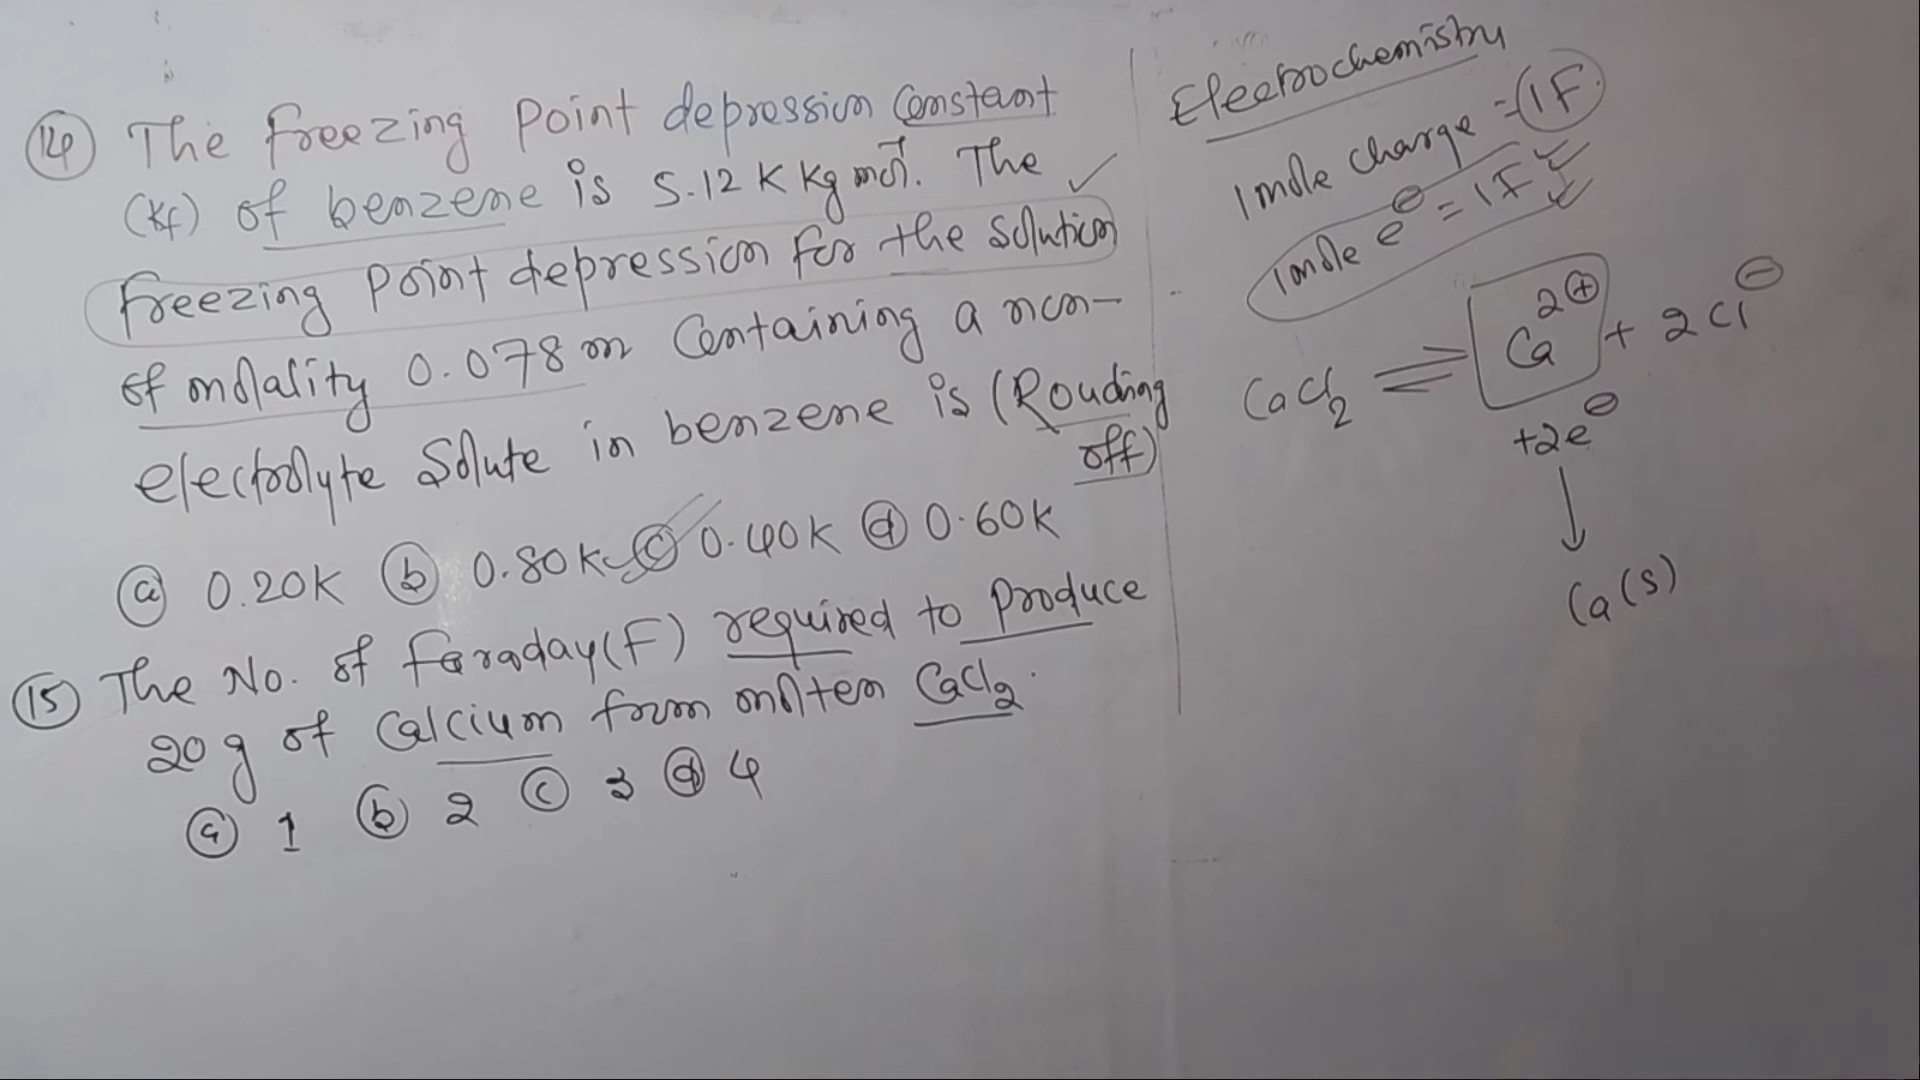 14 The freezing point depression constant
(Kf) of benzene is 5.12 K Kg mol⁻¹. The
freezing point depression for the solution
of molality 0.078 m containing a non-
electrolyte solute in benzene is (Rouding
off)
(a) 0.20K (b) 0.80K (c) 0.40K (d) 0.60K
15 The No. of faraday(F) required to produce
20g of Calcium from molten CaCl₂.
(a) 1 (b) 2 (c) 3 (d) 4
Electrochemistry
1 mole charge = 1F.
1 mole e⊖ = 1F
CaCl₂ ⇌ Ca²⊕ + 2Cl⊖
+2e⊖
↓
Ca(s)